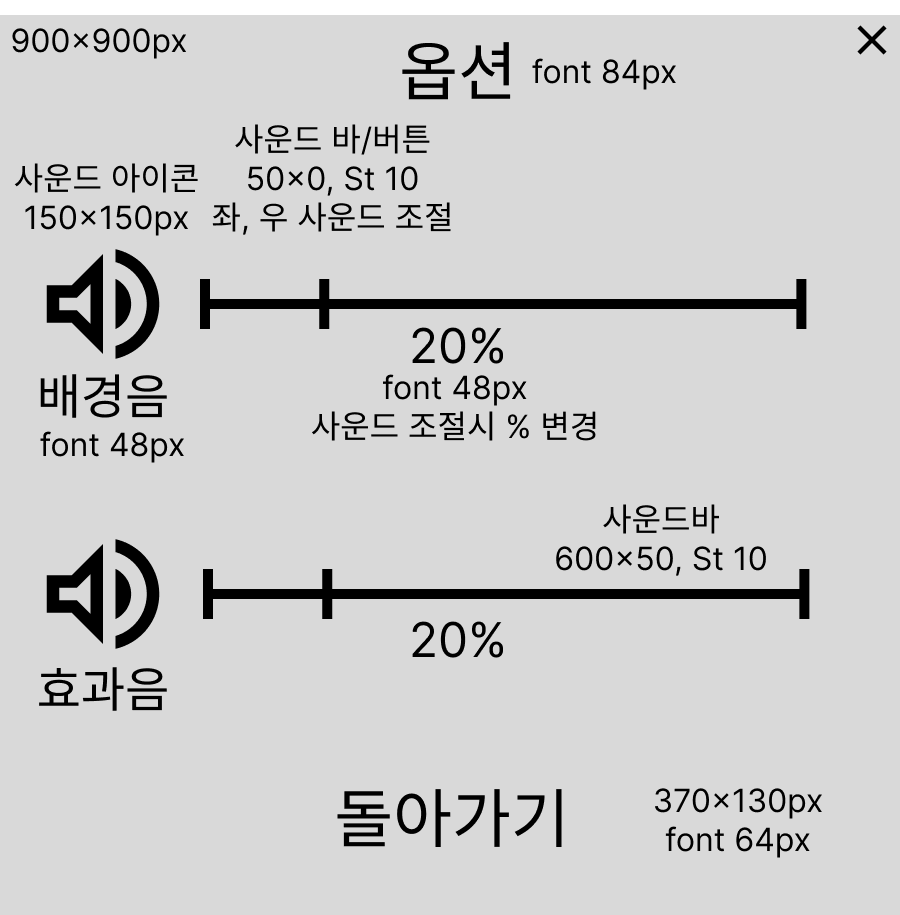 900×900px
옵션 font 84px
사운드 바/버튼
사운드 아이콘 50×0, St 10
150×150px 좌, 우 사운드 조절
20%
배경음 font 48px
font 48px 사운드 조절시 % 변경
사운드바
600×50, St 10
20%
효과음
돌아가기 370×130px
font 64px